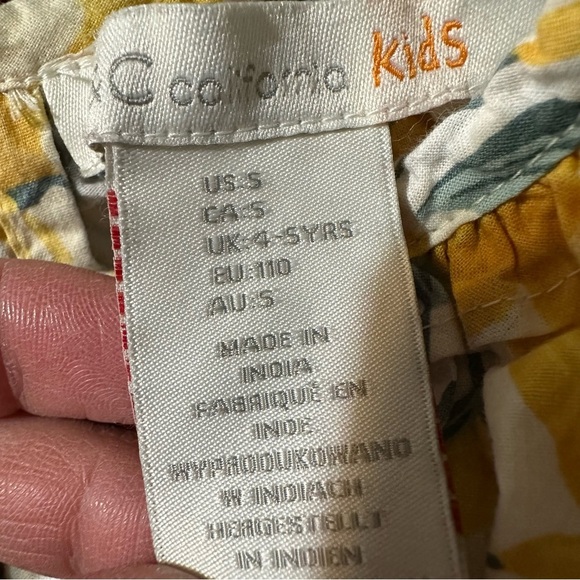 C california Kids
US:S
CA:S
UK:4-5YRS
EU:110
AU:S
MADE IN
INDIA
FABRIQUÉ EN
INDE
WYPRODUKOWANO
W INDIACH
HERGESTELLT
IN INDIEN